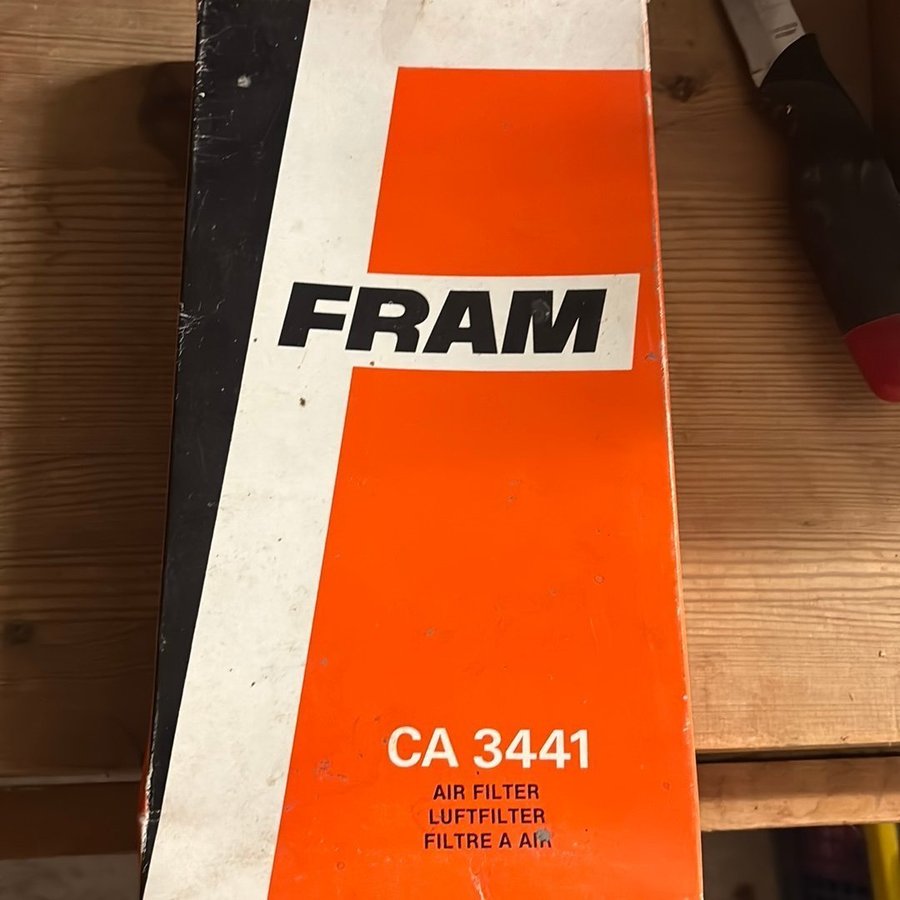 FRAM
CA 3441
AIR FILTER
LUFTFILTER
FILTRE A AIR